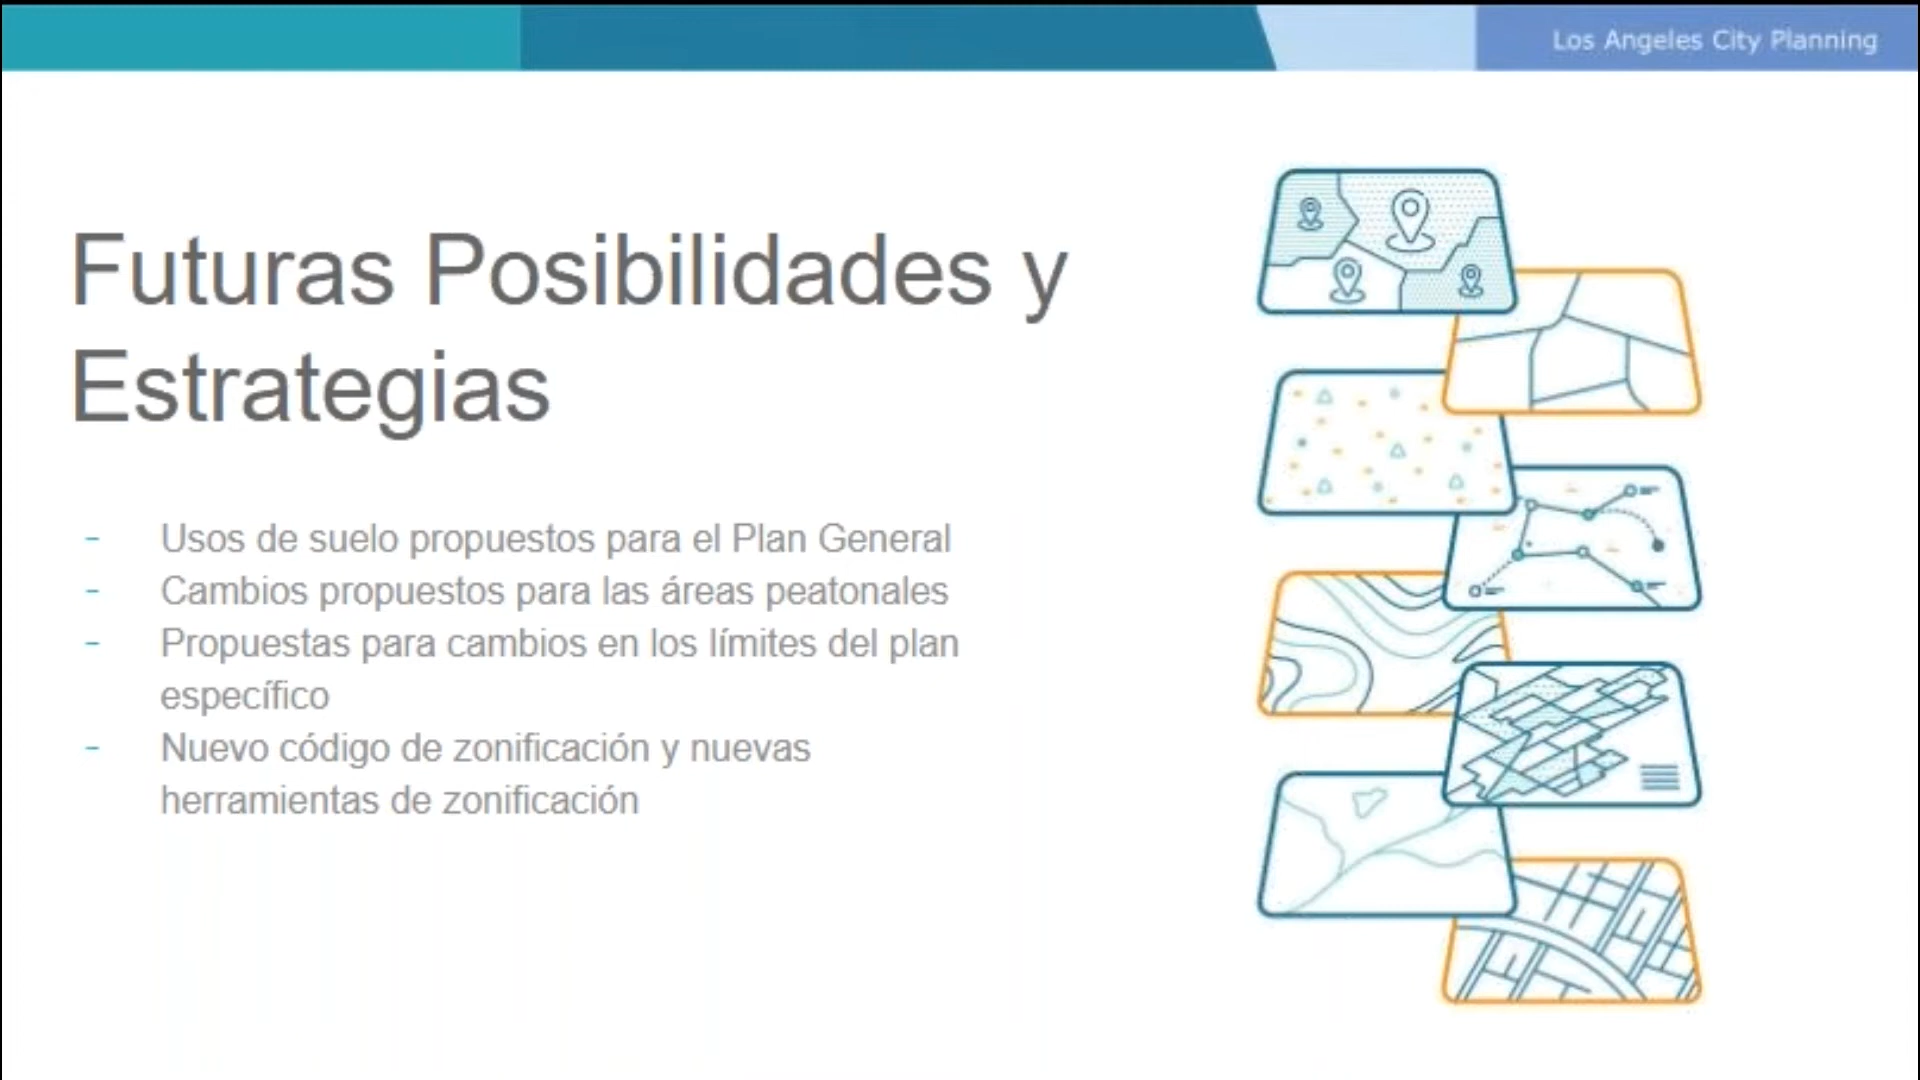 Los Angeles City Planning
Futuras Posibilidades y
Estrategias
- Usos de suelo propuestos para el Plan General
- Cambios propuestos para las áreas peatonales
- Propuestas para cambios en los límites del plan
específico
- Nuevo código de zonificación y nuevas
herramientas de zonificación